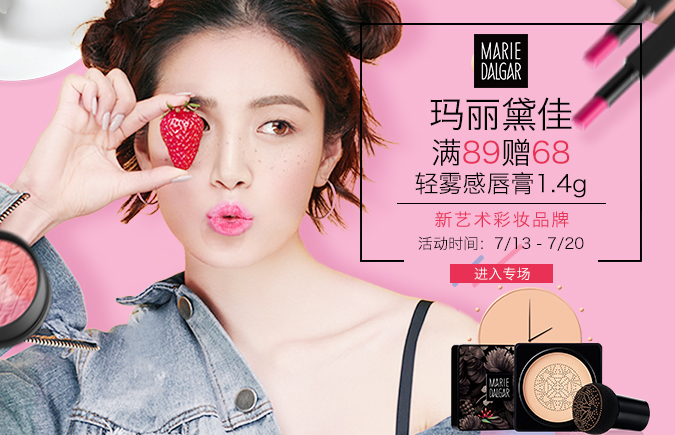 MARIE
DALGAR
玛丽黛佳
满89赠68
轻雾感唇膏1.4g
新艺术彩妆品牌
活动时间：7/13 - 7/20
进入专场
MARIE
DALGAR